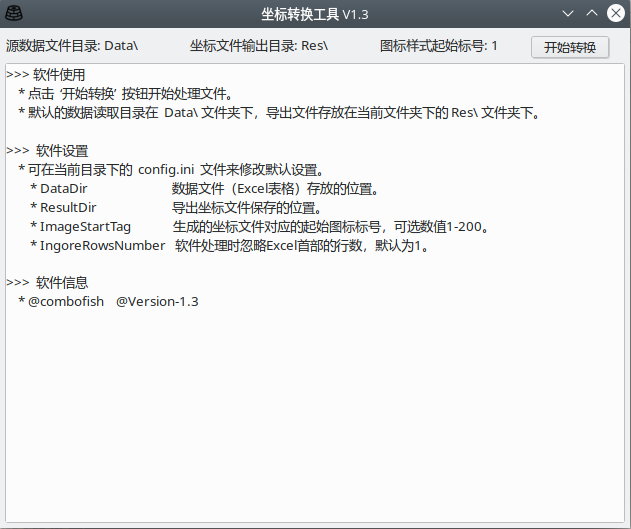 坐标转换工具 V1.3
源数据文件目录: Data\ 坐标文件输出目录: Res\ 图标样式起始标号: 1 开始转换
>>> 软件使用
* 点击 '开始转换' 按钮开始处理文件。
* 默认的数据读取目录在 Data\ 文件夹下，导出文件存放在当前文件夹下的 Res\ 文件夹下。
>>> 软件设置
* 可在当前目录下的 config.ini 文件来修改默认设置。
* DataDir 数据文件（Excel表格）存放的位置。
* ResultDir 导出坐标文件保存的位置。
* ImageStartTag 生成的坐标文件对应的起始图标标号，可选数值1-200。
* IngoreRowsNumber 软件处理时忽略Excel首部的行数，默认为1。
>>> 软件信息
* @combofish @Version-1.3